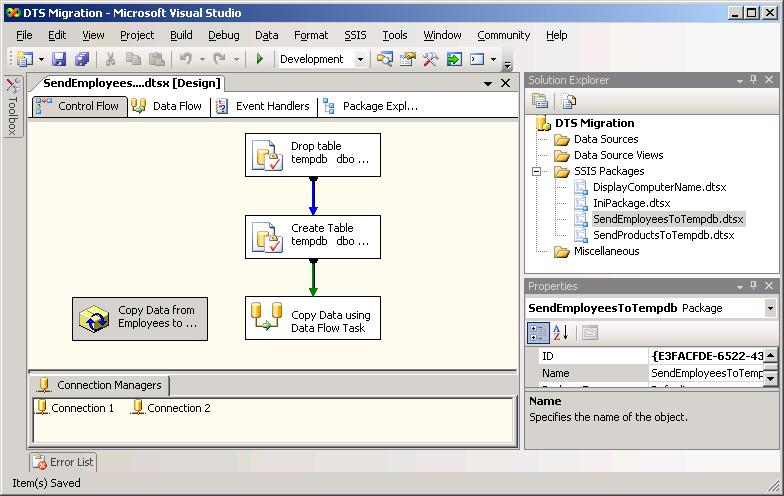 DTS Migration - Microsoft Visual Studio
File Edit View Project Build Debug Data Format SSIS Tools Window Community Help
Development
Toolbox
SendEmployees....dtsx [Design]
Control Flow Data Flow Event Handlers Package Expl...
Drop table
tempdb dbo ...
Create Table
tempdb dbo ...
Copy Data from
Employees to ...
Copy Data using
Data Flow Task
Connection Managers
Connection 1 Connection 2
Error List
Item(s) Saved
Solution Explorer
DTS Migration
Data Sources
Data Source Views
SSIS Packages
DisplayComputerName.dtsx
IniPackage.dtsx
SendEmployeesToTempdb.dtsx
SendProductsToTempdb.dtsx
Miscellaneous
Properties
SendEmployeesToTempdb Package
ID {E3FACFDE-6522-43
Name SendEmployeesToTemp
Name
Specifies the name of the object.